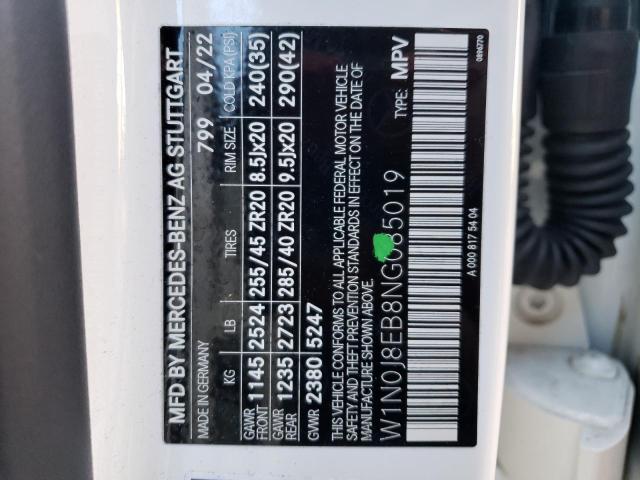 MFD BY MERCEDES-BENZ AG STUTTGART
MADE IN GERMANY 799 04/22
KG LB TIRES RIM SIZE COLD KPA (PSI)
GAWR FRONT 1145 2524 255/45 ZR20 8.5Jx20 240(35)
GAWR REAR 1235 2723 285/40 ZR20 9.5Jx20 290(42)
GVWR 2380 5247
THIS VEHICLE CONFORMS TO ALL APPLICABLE FEDERAL MOTOR VEHICLE
SAFETY AND THEFT PREVENTION STANDARDS IN EFFECT ON THE DATE OF
MANUFACTURE SHOWN ABOVE.
W1N0J8EB8NG085019 TYPE: MPV
A 000 817 54 04
0896770